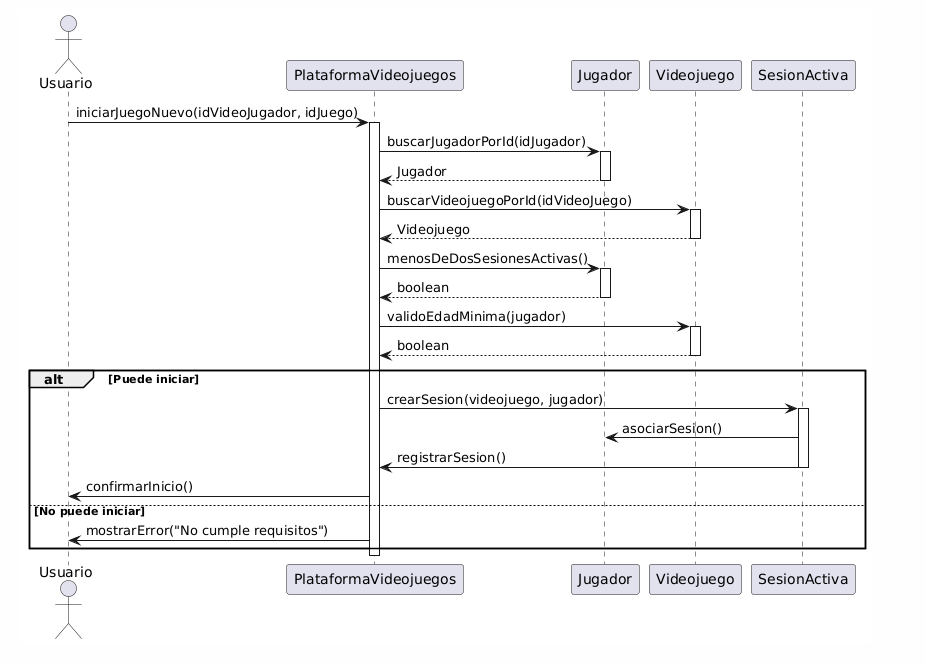 Usuario
PlataformaVideojuegos
Jugador
Videojuego
SesionActiva
iniciarJuegoNuevo(idVideoJugador, idJuego)
buscarJugadorPorId(idJugador)
Jugador
buscarVideojuegoPorId(idVideoJuego)
Videojuego
menosDeDosSesionesActivas()
boolean
validoEdadMinima(jugador)
boolean
alt [Puede iniciar]
crearSesion(videojuego, jugador)
asociarSesion()
registrarSesion()
confirmarInicio()
[No puede iniciar]
mostrarError("No cumple requisitos")
Usuario
PlataformaVideojuegos
Jugador
Videojuego
SesionActiva